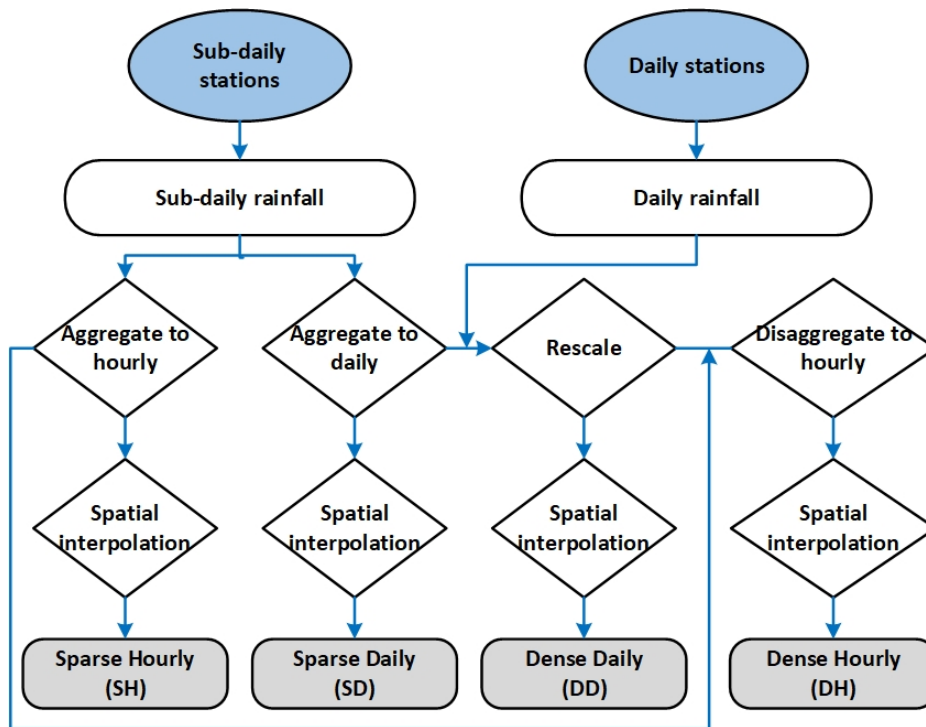 Sub-daily
stations
Daily stations
Sub-daily rainfall
Daily rainfall
Aggregate to
hourly
Aggregate to
daily
Rescale
Disaggregate to
hourly
Spatial
interpolation
Spatial
interpolation
Spatial
interpolation
Spatial
interpolation
Sparse Hourly
(SH)
Sparse Daily
(SD)
Dense Daily
(DD)
Dense Hourly
(DH)